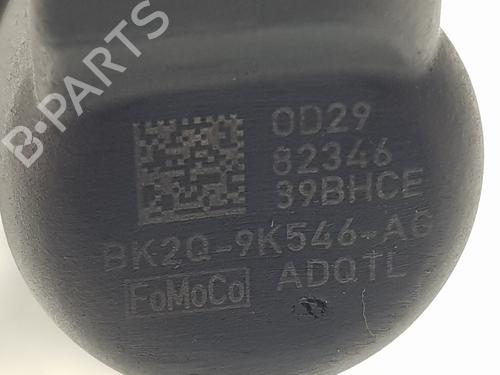 B-PARTS
0D29
82346
39BHCE
BK2Q-9K546-AG
FoMoCo
ADQTL